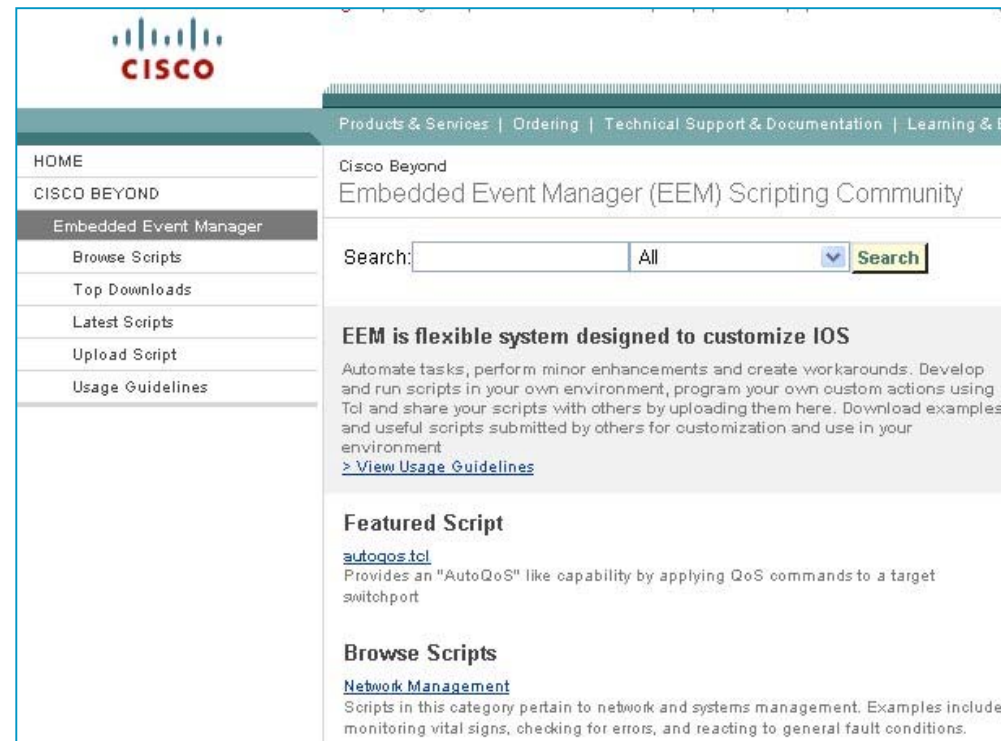 CISCO
Products & Services | Ordering | Technical Support & Documentation | Learning &
HOME
CISCO BEYOND
Embedded Event Manager
Browse Scripts
Top Downloads
Latest Scripts
Upload Script
Usage Guidelines
Cisco Beyond
Embedded Event Manager (EEM) Scripting Community
Search:
All
Search
EEM is flexible system designed to customize IOS
Automate tasks, perform minor enhancements and create workarounds. Develop
and run scripts in your own environment, program your own custom actions using
Tcl and share your scripts with others by uploading them here. Download examples
and useful scripts submitted by others for customization and use in your
environment
> View Usage Guidelines
Featured Script
autoqos.tcl
Provides an "AutoQoS" like capability by applying QoS commands to a target
switchport
Browse Scripts
Network Management
Scripts in this category pertain to network and systems management. Examples include
monitoring vital signs, checking for errors, and reacting to general fault conditions.